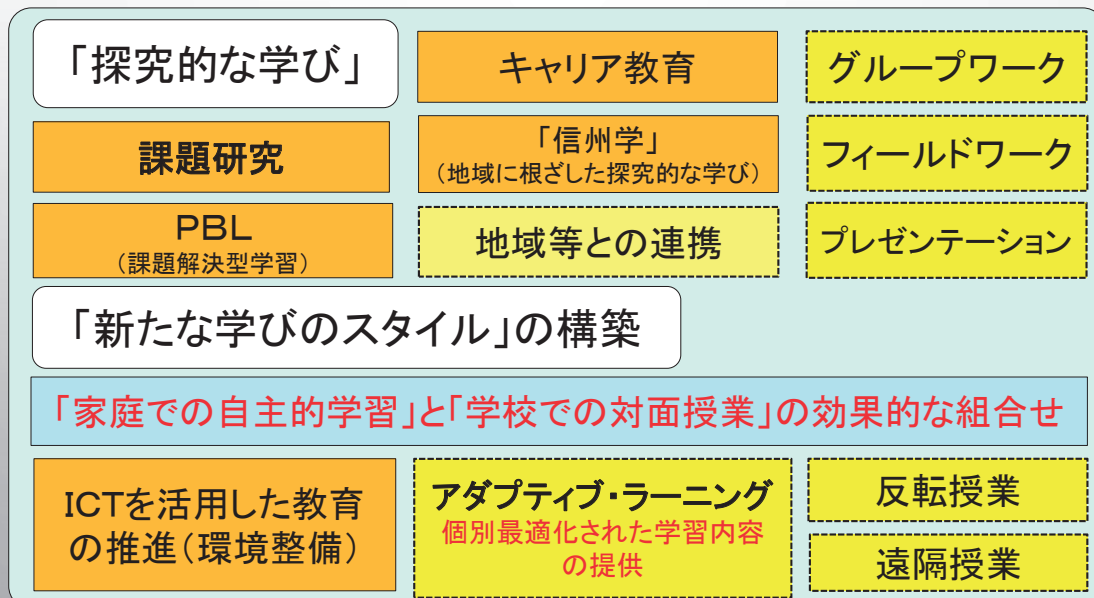 「探究的な学び」
キャリア教育
グループワーク
課題研究
「信州学」
（地域に根ざした探究的な学び）
フィールドワーク
PBL
（課題解決型学習）
地域等との連携
プレゼンテーション
「新たな学びのスタイル」の構築
「家庭での自主的学習」と「学校での対面授業」の効果的な組合せ
ICTを活用した教育
の推進（環境整備）
アダプティブ・ラーニング
個別最適化された学習内容
の提供
反転授業
遠隔授業